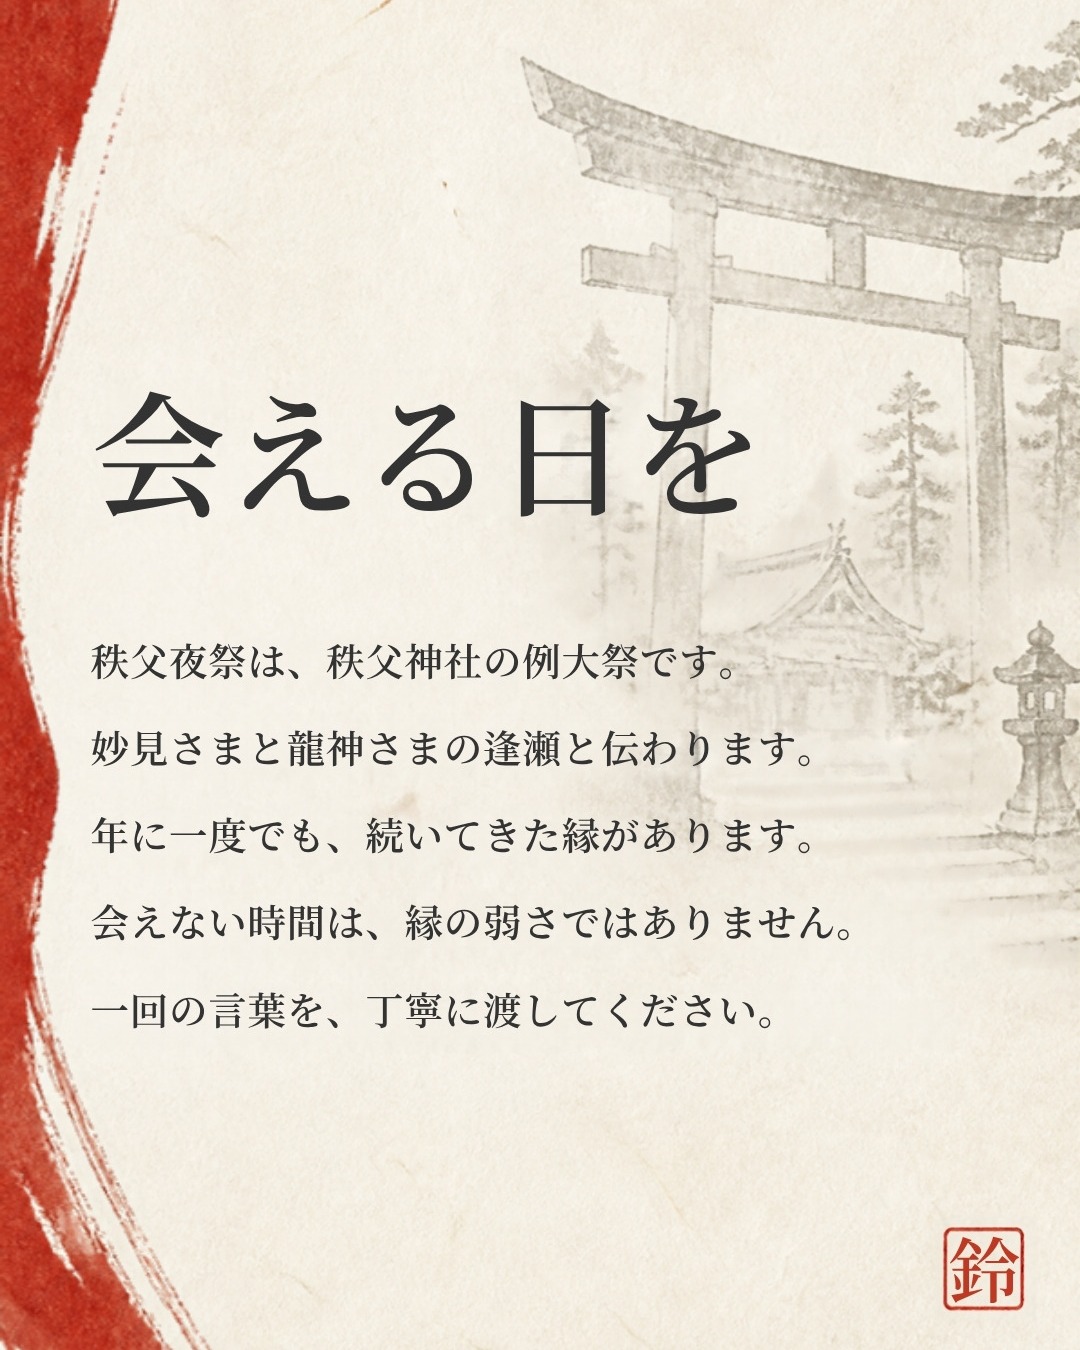 会える日を
秩父夜祭は、秩父神社の例大祭です。
妙見さまと龍神さまの逢瀬と伝わります。
年に一度でも、続いてきた縁があります。
会えない時間は、縁の弱さではありません。
一回の言葉を、丁寧に渡してください。
鈴